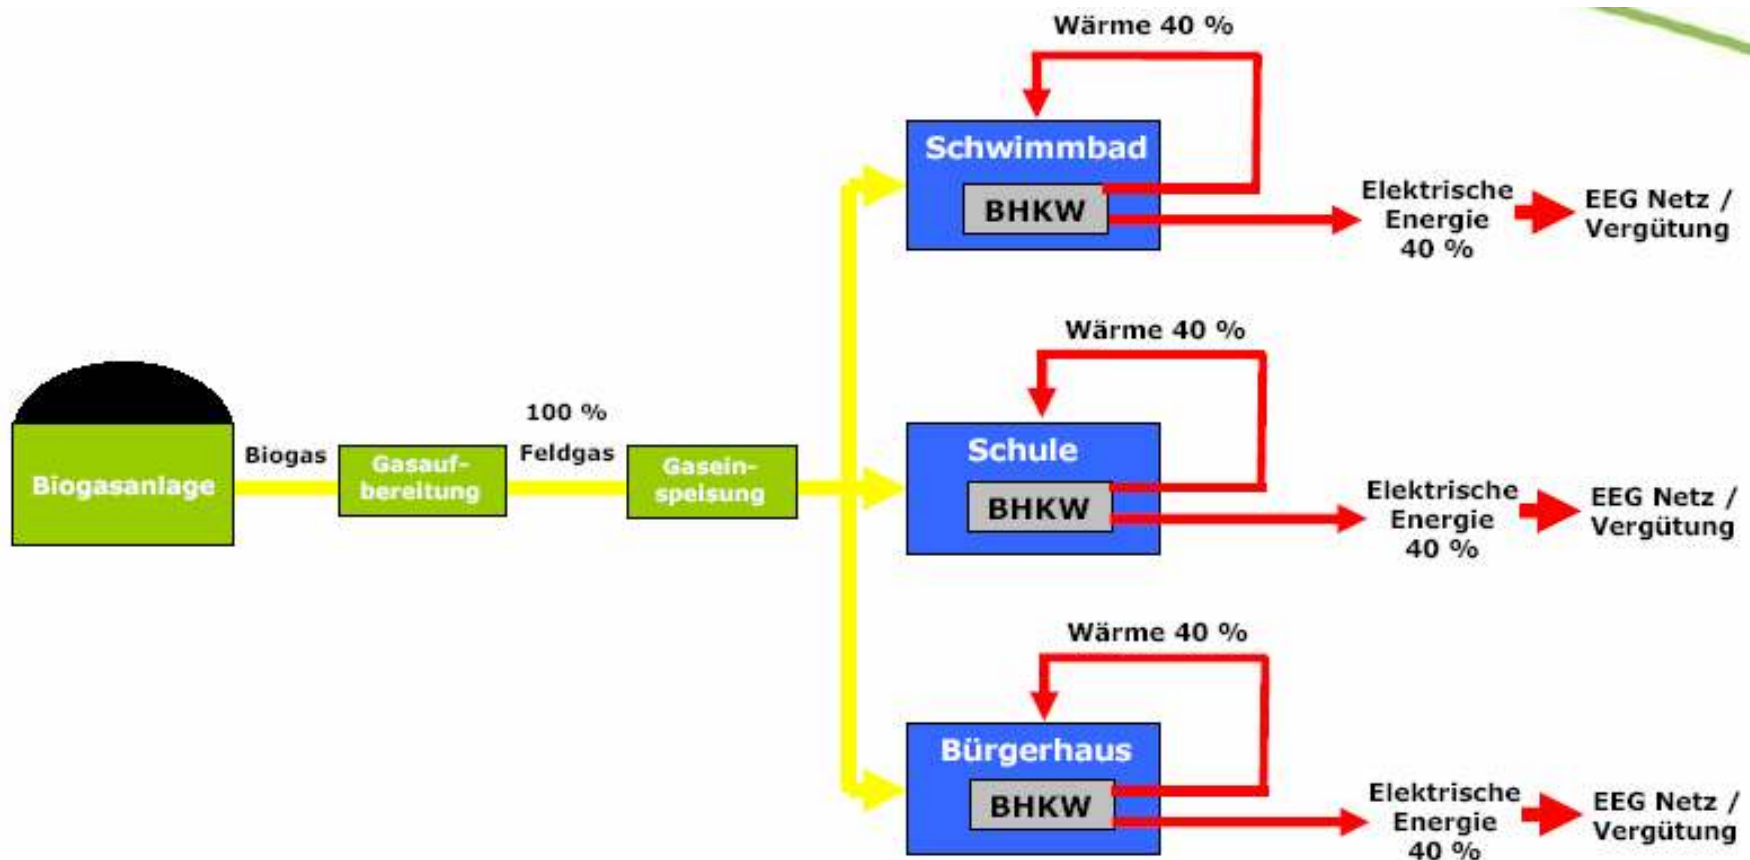 Wärme 40 %
Schwimmbad
BHKW
Elektrische
Energie
40 %
EEG Netz /
Vergütung
Wärme 40 %
Schule
BHKW
Elektrische
Energie
40 %
EEG Netz /
Vergütung
Biogasanlage
Biogas
Gasauf-
bereitung
100 %
Feldgas
Gasein-
speisung
Wärme 40 %
Bürgerhaus
BHKW
Elektrische
Energie
40 %
EEG Netz /
Vergütung